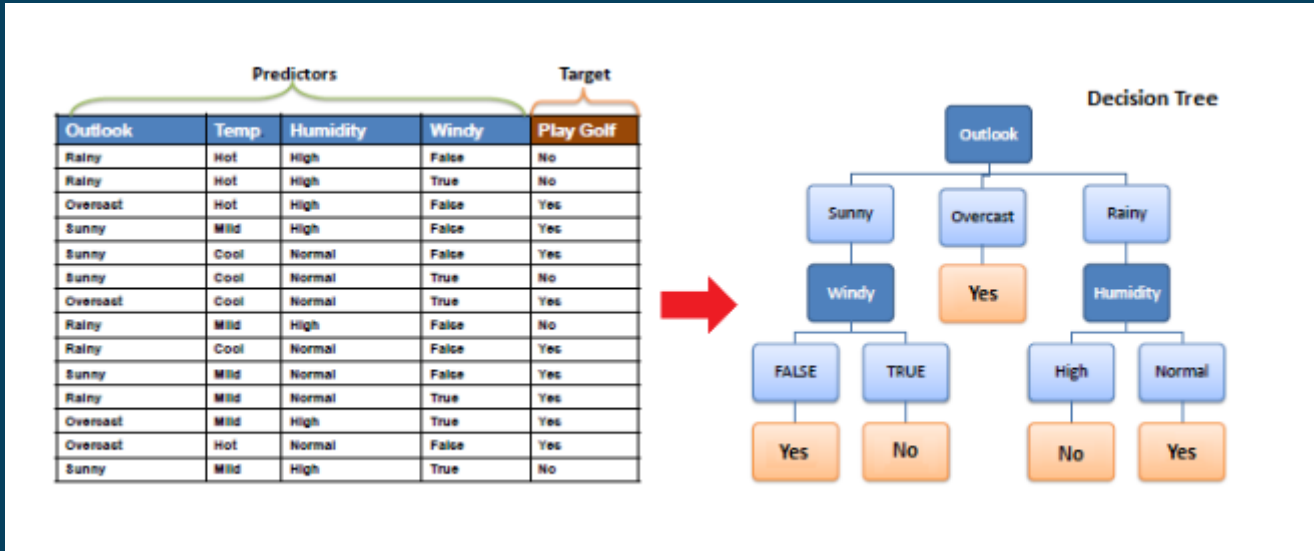 Predictors Target
Outlook Temp Humidity Windy Play Golf
Rainy Hot High False No
Rainy Hot High True No
Overcast Hot High False Yes
Sunny Mild High False Yes
Sunny Cool Normal False Yes
Sunny Cool Normal True No
Overcast Cool Normal True Yes
Rainy Mild High False No
Rainy Cool Normal False Yes
Sunny Mild Normal False Yes
Rainy Mild Normal True Yes
Overcast Mild High True Yes
Overcast Hot Normal False Yes
Sunny Mild High True No
Decision Tree
Outlook
Sunny Overcast Rainy
Windy Yes Humidity
FALSE TRUE High Normal
Yes No No Yes